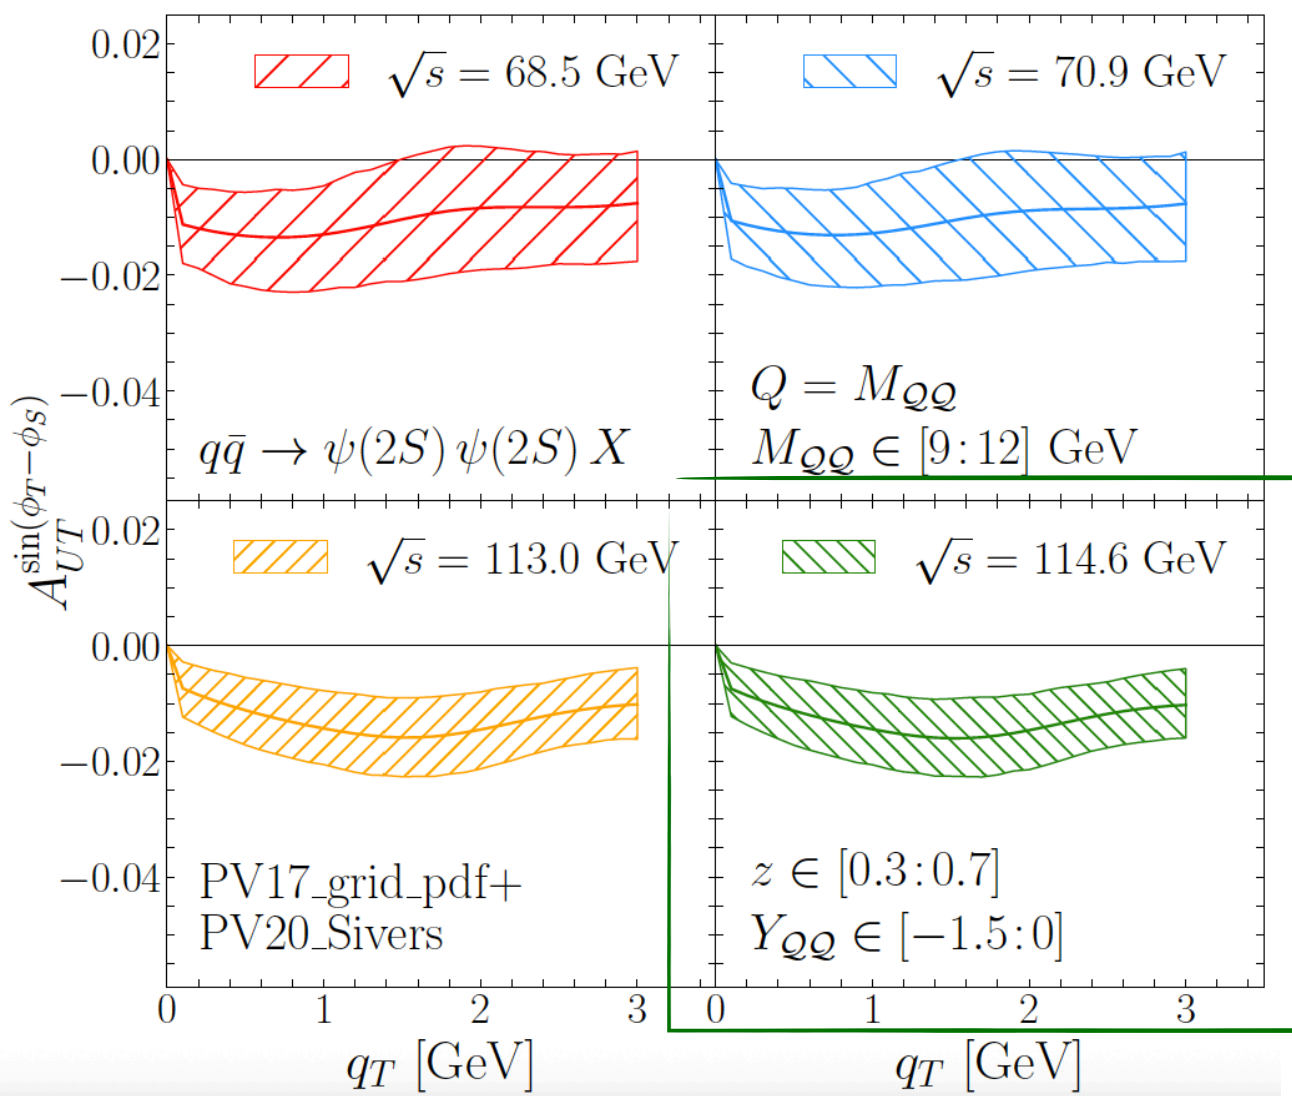 0.02
0.00
−0.02
−0.04
√s = 68.5 GeV
qq̄ → ψ(2S) ψ(2S) X
√s = 70.9 GeV
Q = M_𝒬𝒬
M_𝒬𝒬 ∈ [9:12] GeV
A_UT^sin(ϕ_T−ϕ_S)
0.02
0.00
−0.02
−0.04
√s = 113.0 GeV
PV17_grid_pdf+
PV20_Sivers
√s = 114.6 GeV
z ∈ [0.3:0.7]
Y_𝒬𝒬 ∈ [−1.5:0]
0 1 2 3 0 1 2 3
q_T [GeV] q_T [GeV]